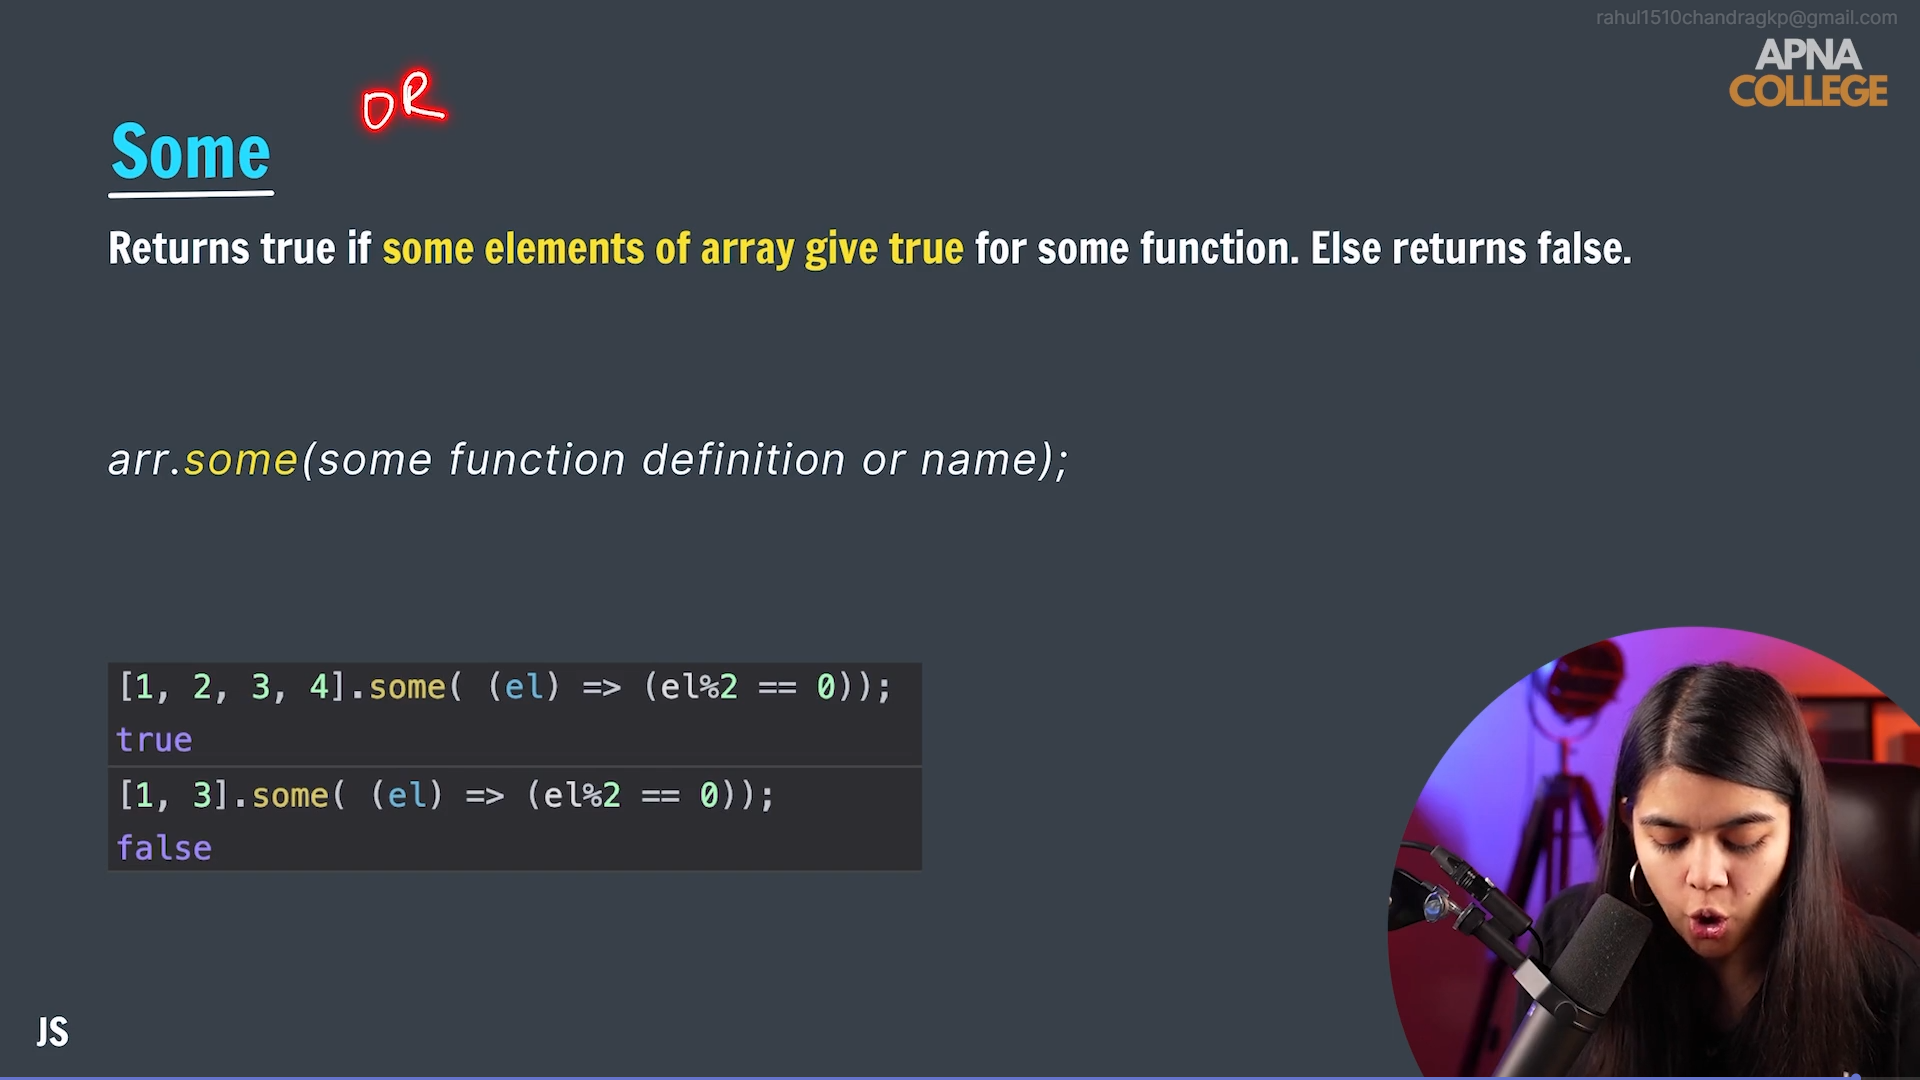 rahul1510chandragkp@gmail.com
APNA
COLLEGE
OR
Some
Returns true if some elements of array give true for some function. Else returns false.
arr.some(some function definition or name);
[1, 2, 3, 4].some( (el) => (el%2 == 0));
true
[1, 3].some( (el) => (el%2 == 0));
false
JS